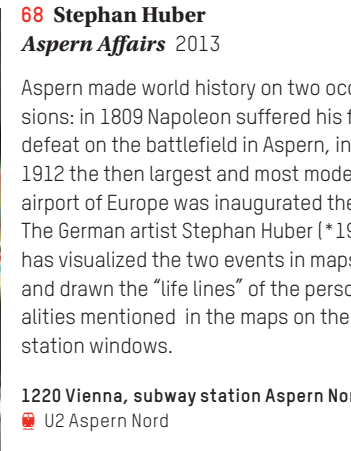 68 Stephan Huber
Aspern Affairs 2013
Aspern made world history on two occ
sions: in 1809 Napoleon suffered his f
defeat on the battlefield in Aspern, in
1912 the then largest and most mode
airport of Europe was inaugurated the
The German artist Stephan Huber (*19
has visualized the two events in maps
and drawn the “life lines” of the perso
alities mentioned in the maps on the
station windows.
1220 Vienna, subway station Aspern Nor
U2 Aspern Nord